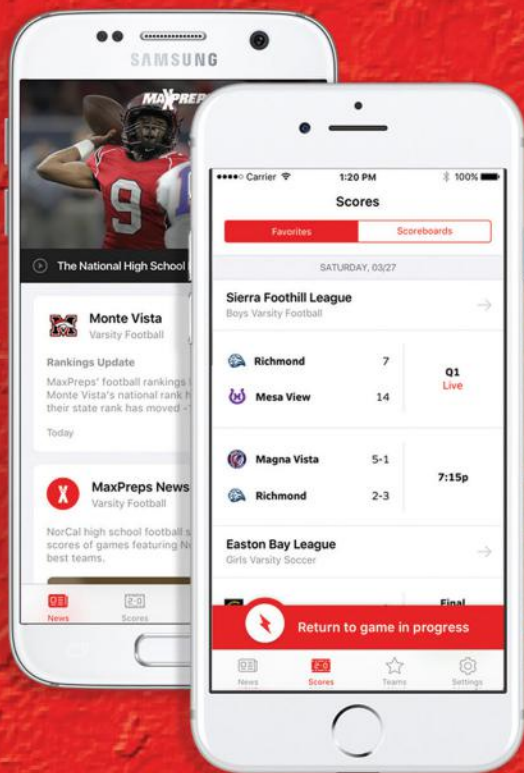 SAMSUNG
MAXPREP
9
The National High School
Monte Vista
Varsity Football
Rankings Update
MaxPreps' football rankings
Monte Vista's national rank
their state rank has moved
Today
MaxPreps News
Varsity Football
NorCal high school football
scores of games featuring
best teams.
News
Scores
Carrier
1:20 PM
100%
Scores
Favorites
Scoreboards
SATURDAY, 03/27
Sierra Foothill League
Boys Varsity Football
Richmond 7
Mesa View 14
Q1
Live
Magna Vista 5-1
Richmond 2-3
7:15p
Easton Bay League
Girls Varsity Soccer
Final
Return to game in progress
News
Scores
Teams
Settings